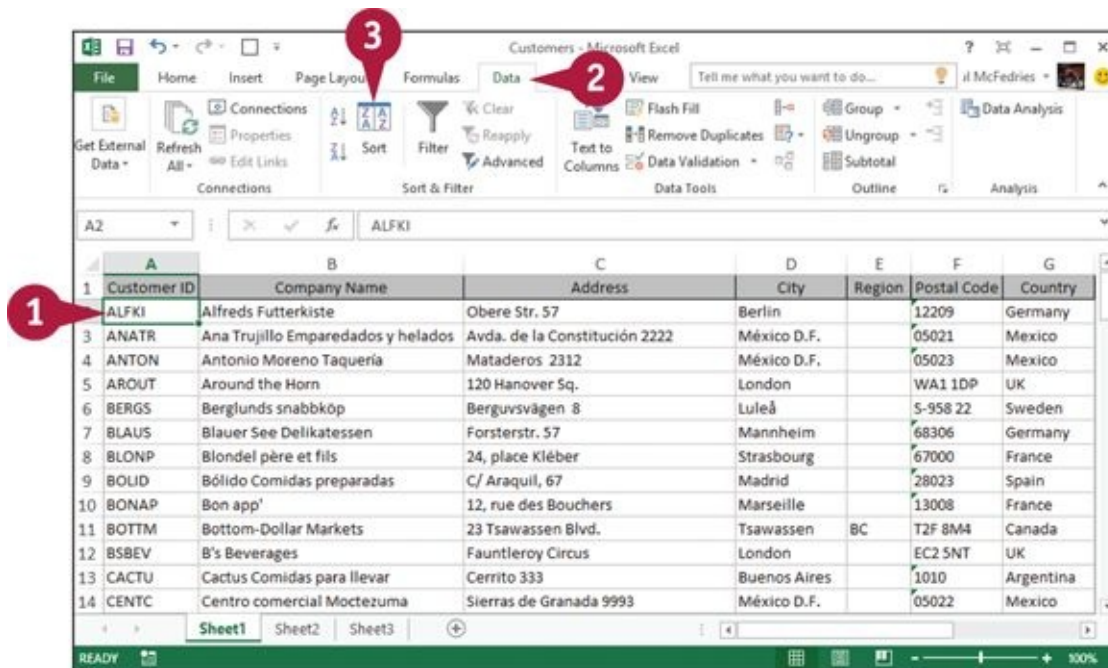 3
Customers - Microsoft Excel
File Home Insert Page Layou Formulas Data View Tell me what you want to do... il McFedries
2
Get External Data
Refresh All
Connections
Properties
Edit Links
Sort
Filter
Clear
Reapply
Advanced
Text to Columns
Flash Fill
Remove Duplicates
Data Validation
Group
Ungroup
Subtotal
Data Analysis
Connections Sort & Filter Data Tools Outline Analysis
A2 fx ALFKI
A B C D E F G
1 Customer ID Company Name Address City Region Postal Code Country
1
ALFKI Alfreds Futterkiste Obere Str. 57 Berlin 12209 Germany
3 ANATR Ana Trujillo Emparedados y helados Avda. de la Constitución 2222 México D.F. 05021 Mexico
4 ANTON Antonio Moreno Taquería Mataderos 2312 México D.F. 05023 Mexico
5 AROUT Around the Horn 120 Hanover Sq. London WA1 1DP UK
6 BERGS Berglunds snabbköp Berguvsvägen 8 Luleå S-958 22 Sweden
7 BLAUS Blauer See Delikatessen Forsterstr. 57 Mannheim 68306 Germany
8 BLONP Blondel père et fils 24, place Kléber Strasbourg 67000 France
9 BOLID Bólido Comidas preparadas C/ Araquil, 67 Madrid 28023 Spain
10 BONAP Bon app' 12, rue des Bouchers Marseille 13008 France
11 BOTTM Bottom-Dollar Markets 23 Tsawassen Blvd. Tsawassen BC T2F 8M4 Canada
12 BSBEV B's Beverages Fauntleroy Circus London EC2 5NT UK
13 CACTU Cactus Comidas para llevar Cerrito 333 Buenos Aires 1010 Argentina
14 CENTC Centro comercial Moctezuma Sierras de Granada 9993 México D.F. 05022 Mexico
Sheet1 Sheet2 Sheet3
READY 100%